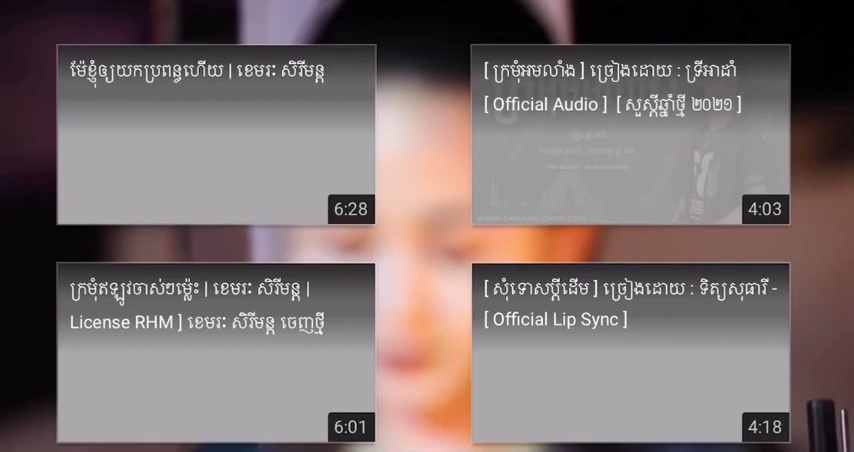 ម៉ែខ្ញុំឲ្យយកប្រពន្ធហើយ | ខេមរៈ សិរីមន្ត
6:28
[ ក្រមុំអមលាំង ] ច្រៀងដោយ : ទ្រីអាដាំ
[ Official Audio ] [ សួស្តីឆ្នាំថ្មី ២០២១ ]
4:03
ក្រមុំឥឡូវចាស់ៗម៉្លេះ | ខេមរៈ សិរីមន្ត |
License RHM ] ខេមរៈ សិរីមន្ត ចេញថ្មី
6:01
[ សុំទោសប្តីដើម ] ច្រៀងដោយ : ទិត្យសុធារី -
[ Official Lip Sync ]
4:18